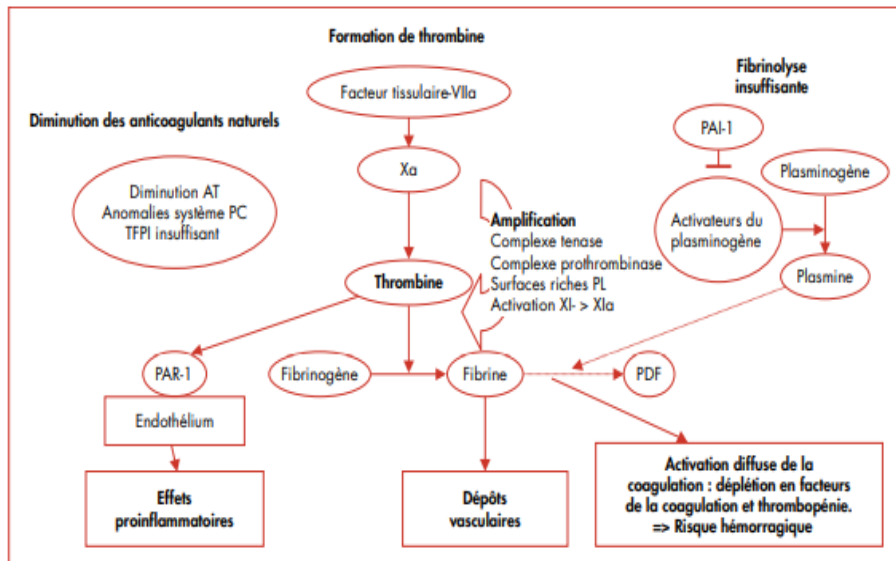 Formation de thrombine
Facteur tissulaire-VIIa
Fibrinolyse
insuffisante
Diminution des anticoagulants naturels
PAI-1
Xa
Plasminogène
Diminution AT
Anomalies système PC
TFPI insuffisant
Amplification
Complexe tenase
Complexe prothrombinase
Surfaces riches PL
Activation XI- > XIa
Activateurs du
plasminogène
Thrombine
Plasmine
PAR-1
Fibrinogène
Fibrine
PDF
Endothélium
Effets
proinflammatoires
Dépôts
vasculaires
Activation diffuse de la
coagulation : déplétion en facteurs
de la coagulation et thrombopénie.
=> Risque hémorragique